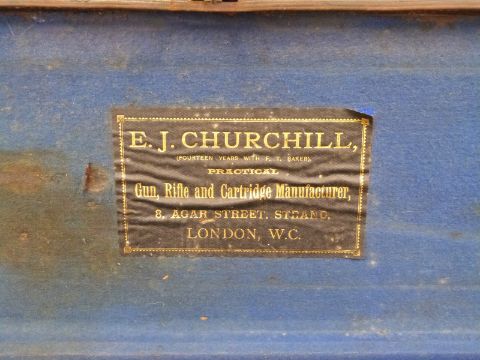 E. J. CHURCHILL,
(FOURTEEN YEARS WITH F. T. BAKER),
PRACTICAL
Gun, Rifle and Cartridge Manufacturer,
8, AGAR STREET, STRAND,
LONDON, W.C.